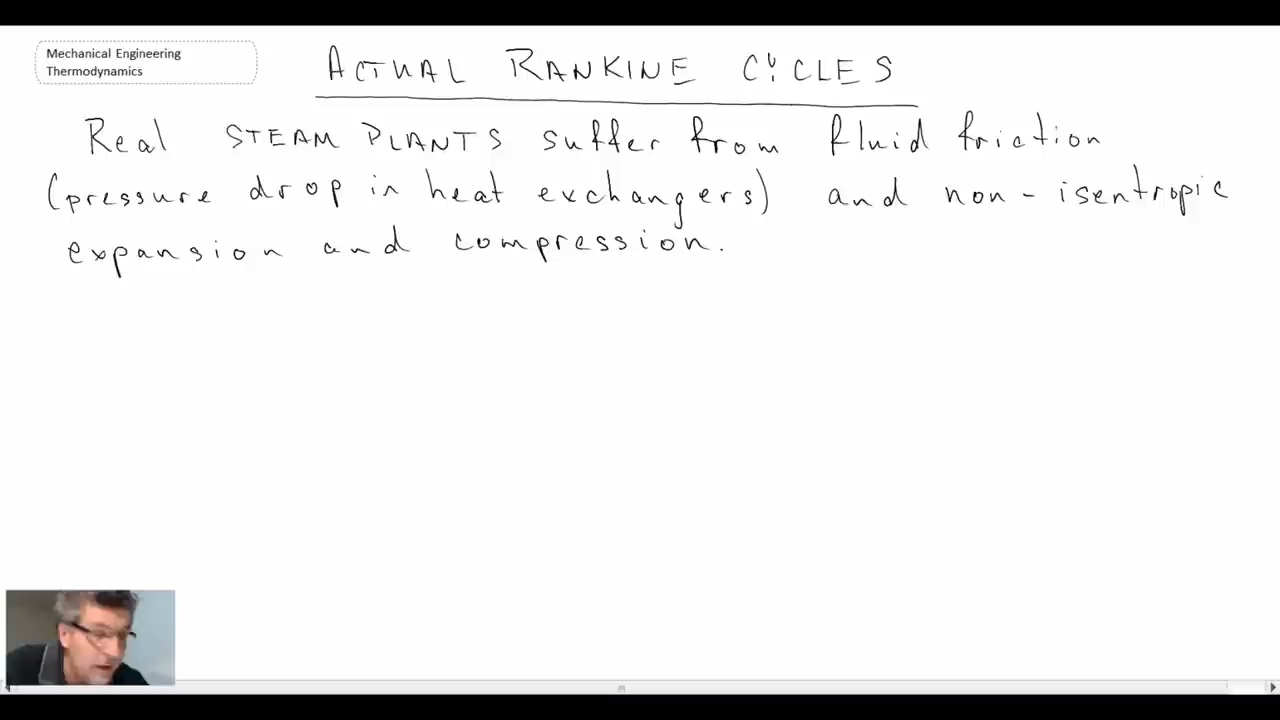 Mechanical Engineering
Thermodynamics
ACTUAL RANKINE CYCLES
Real STEAM PLANTS suffer from fluid friction
(pressure drop in heat exchangers) and non-isentropic
expansion and compression.